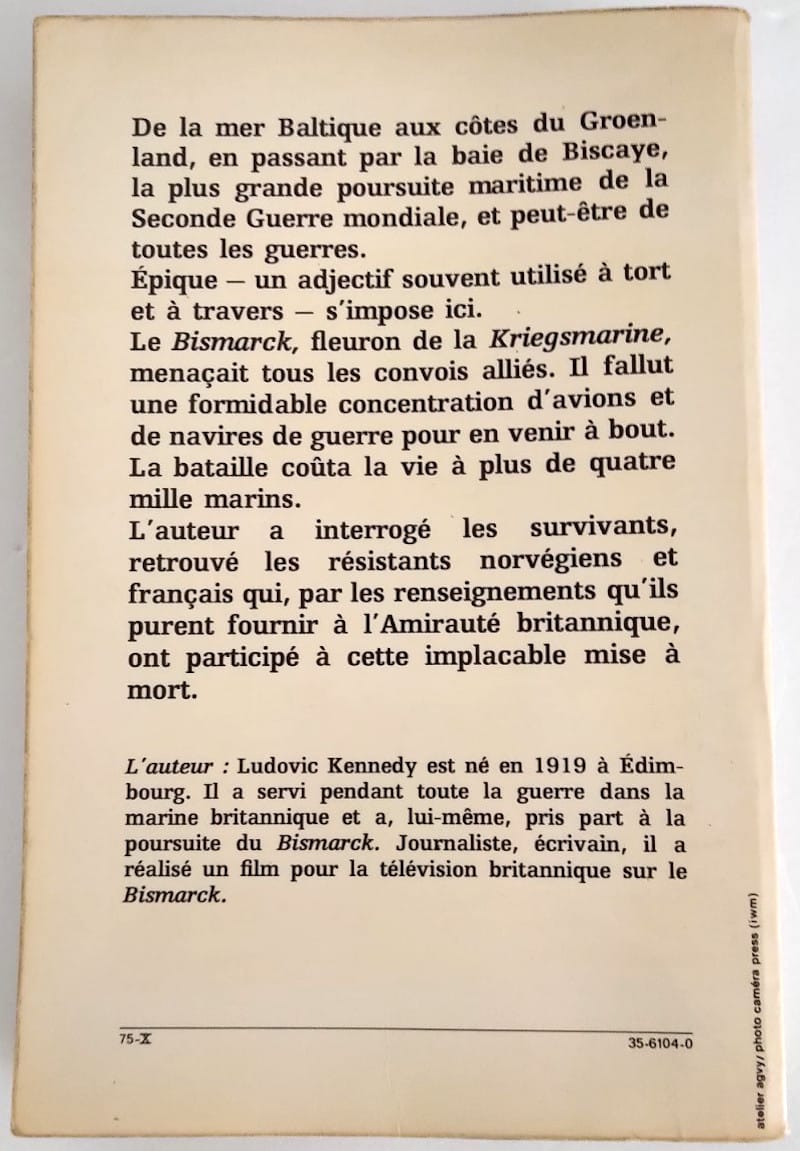 De la mer Baltique aux côtes du Groen-
land, en passant par la baie de Biscaye,
la plus grande poursuite maritime de la
Seconde Guerre mondiale, et peut-être de
toutes les guerres.
Épique — un adjectif souvent utilisé à tort
et à travers — s'impose ici.
Le Bismarck, fleuron de la Kriegsmarine,
menaçait tous les convois alliés. Il fallut
une formidable concentration d'avions et
de navires de guerre pour en venir à bout.
La bataille coûta la vie à plus de quatre
mille marins.
L'auteur a interrogé les survivants,
retrouvé les résistants norvégiens et
français qui, par les renseignements qu'ils
purent fournir à l'Amirauté britannique,
ont participé à cette implacable mise à
mort.
L'auteur : Ludovic Kennedy est né en 1919 à Édim-
bourg. Il a servi pendant toute la guerre dans la
marine britannique et a, lui-même, pris part à la
poursuite du Bismarck. Journaliste, écrivain, il a
réalisé un film pour la télévision britannique sur le
Bismarck.
75-X
35-6104-0
atelier agvy/ photo caméra press (iwm)